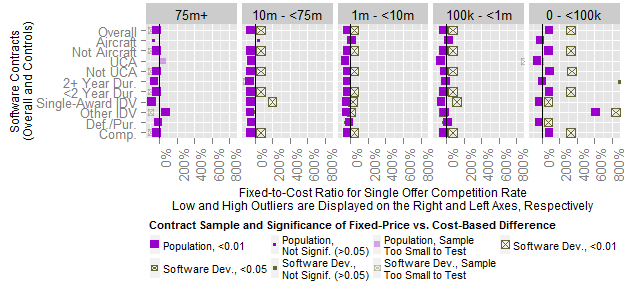 75m+ 10m - <75m 1m - <10m 100k - <1m 0 - <100k
Software Contracts
(Overall and Controls)
Overall
Aircraft
Not Aircraft
UCA
Not UCA
2+ Year Dur.
<2 Year Dur.
Single-Award IDV
Other IDV
Def./Pur.
Comp.
0% 200% 400% 600% 800% 0% 200% 400% 600% 800% 0% 200% 400% 600% 800% 0% 200% 400% 600% 800% 0% 200% 400% 600% 800%
Fixed-to-Cost Ratio for Single Offer Competition Rate
Low and High Outliers are Displayed on the Right and Left Axes, Respectively
Contract Sample and Significance of Fixed-Price vs. Cost-Based Difference
Population, <0.01
Population, Not Signif. (>0.05)
Population, Sample Too Small to Test
Software Dev., <0.01
Software Dev., <0.05
Software Dev., Not Signif. (>0.05)
Software Dev., Sample Too Small to Test